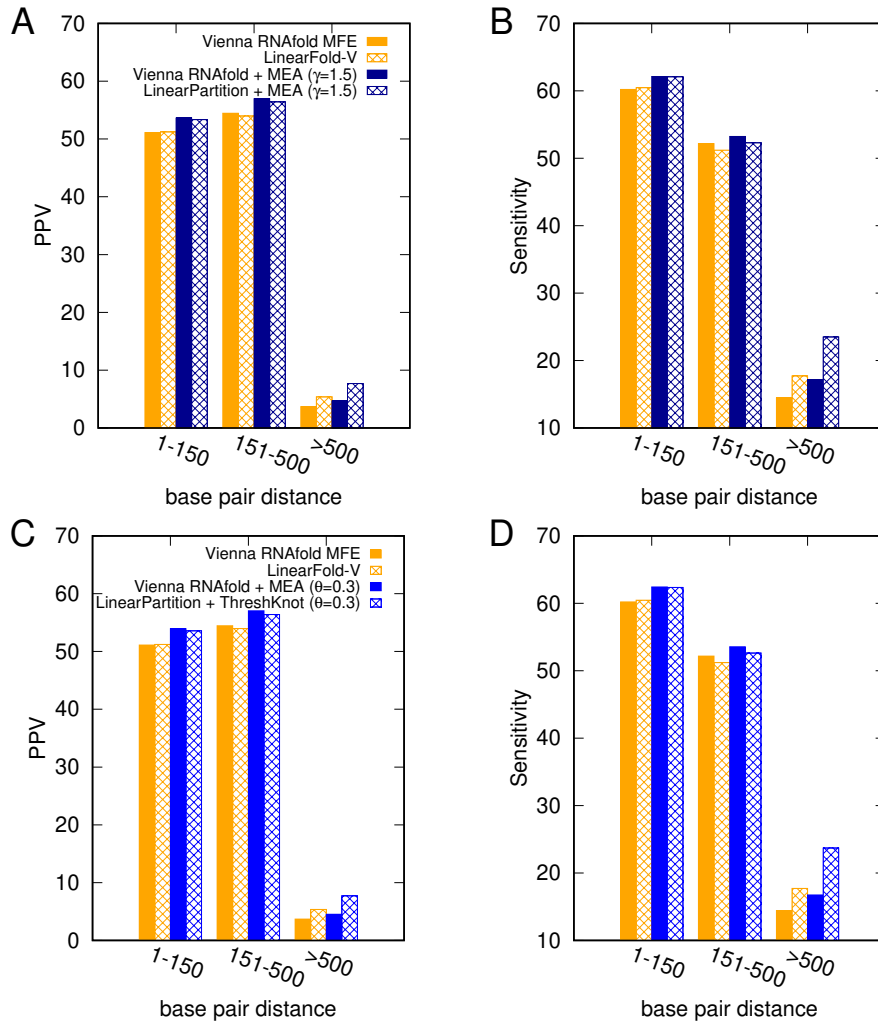 A
Vienna RNAfold MFE
LinearFold-V
Vienna RNAfold + MEA (γ=1.5)
LinearPartition + MEA (γ=1.5)
PPV
70
60
50
40
30
20
10
0
1-150
151-500
>500
base pair distance
B
Sensitivity
70
60
50
40
30
20
10
1-150
151-500
>500
base pair distance
C
Vienna RNAfold MFE
LinearFold-V
Vienna RNAfold + MEA (θ=0.3)
LinearPartition + ThreshKnot (θ=0.3)
PPV
70
60
50
40
30
20
10
0
1-150
151-500
>500
base pair distance
D
Sensitivity
70
60
50
40
30
20
10
1-150
151-500
>500
base pair distance